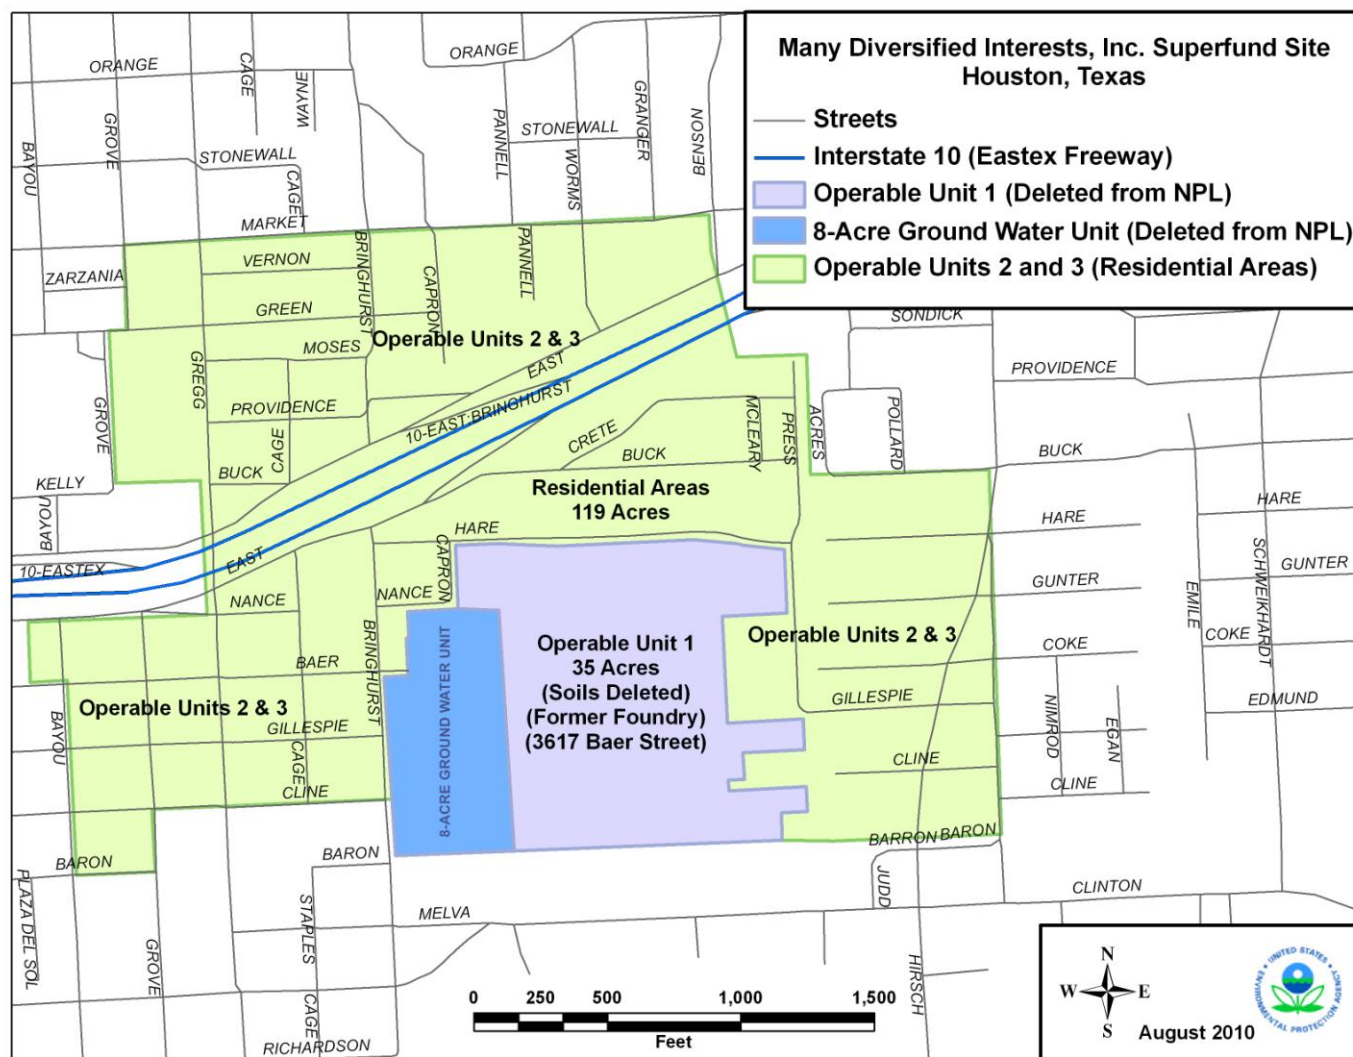 Many Diversified Interests, Inc. Superfund Site
Houston, Texas
Streets
Interstate 10 (Eastex Freeway)
Operable Unit 1 (Deleted from NPL)
8-Acre Ground Water Unit (Deleted from NPL)
Operable Units 2 and 3 (Residential Areas)
ORANGE
ORANGE
CAGE
WAYNE
GROVE
BAYOU
STONEWALL
CAGE
MARKET
PANNELL
STONEWALL
WORMS
GRANGER
BENSON
ZARZANIA
VERNON
BRINGHURST
CAPRON
PANNELL
GREEN
MOSES
Operable Units 2 & 3
GREGG
EAST
PROVIDENCE
10-EAST:BRINGHURST
GROVE
CAGE
BUCK
CRETE
BUCK
MCLEARY
PRESS
ACRES
POLLARD
SONDICK
PROVIDENCE
BUCK
KELLY
BAYOU
Residential Areas
119 Acres
HARE
CAPRON
HARE
HARE
10-EASTEX
EAST
NANCE
NANCE
GUNTER
GUNTER
EMILE
SCHWEIKHARDT
BRINGHURST
BAER
8-ACRE GROUND WATER UNIT
Operable Unit 1
35 Acres
(Soils Deleted)
(Former Foundry)
(3617 Baer Street)
Operable Units 2 & 3
COKE
COKE
Operable Units 2 & 3
BAYOU
GILLESPIE
CAGE
CLINE
GILLESPIE
NIMROD
EGAN
EDMUND
CLINE
CLINE
BARON
BARON
BARRON
BARON
JUDD
CLINTON
PLAZA DEL SOL
GROVE
STAPLES
MELVA
CAGE
RICHARDSON
HIRSCH
0 250 500 1,000 1,500
Feet
N
W E
S
August 2010
UNITED STATES
ENVIRONMENTAL PROTECTION AGENCY